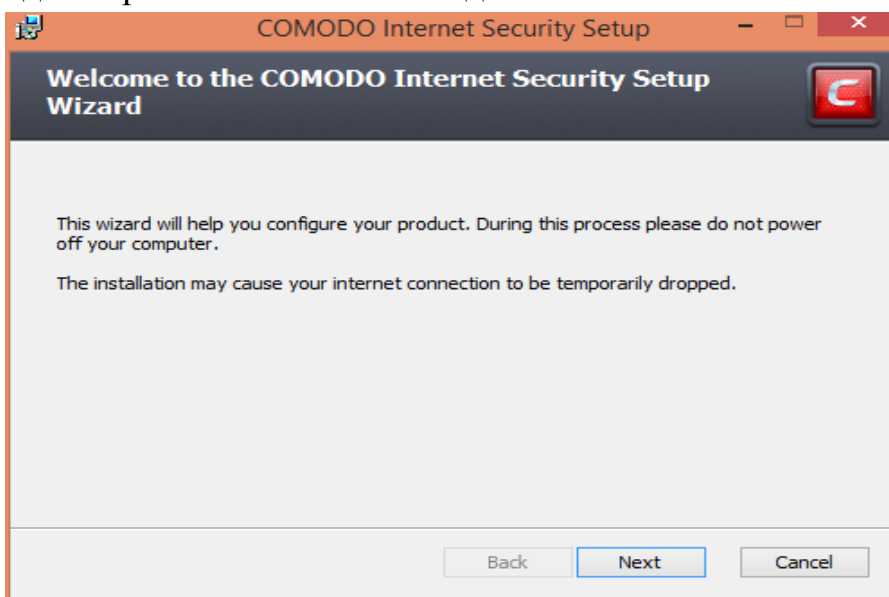 COMODO Internet Security Setup
Welcome to the COMODO Internet Security Setup
Wizard
This wizard will help you configure your product. During this process please do not power
off your computer.
The installation may cause your internet connection to be temporarily dropped.
Back Next Cancel